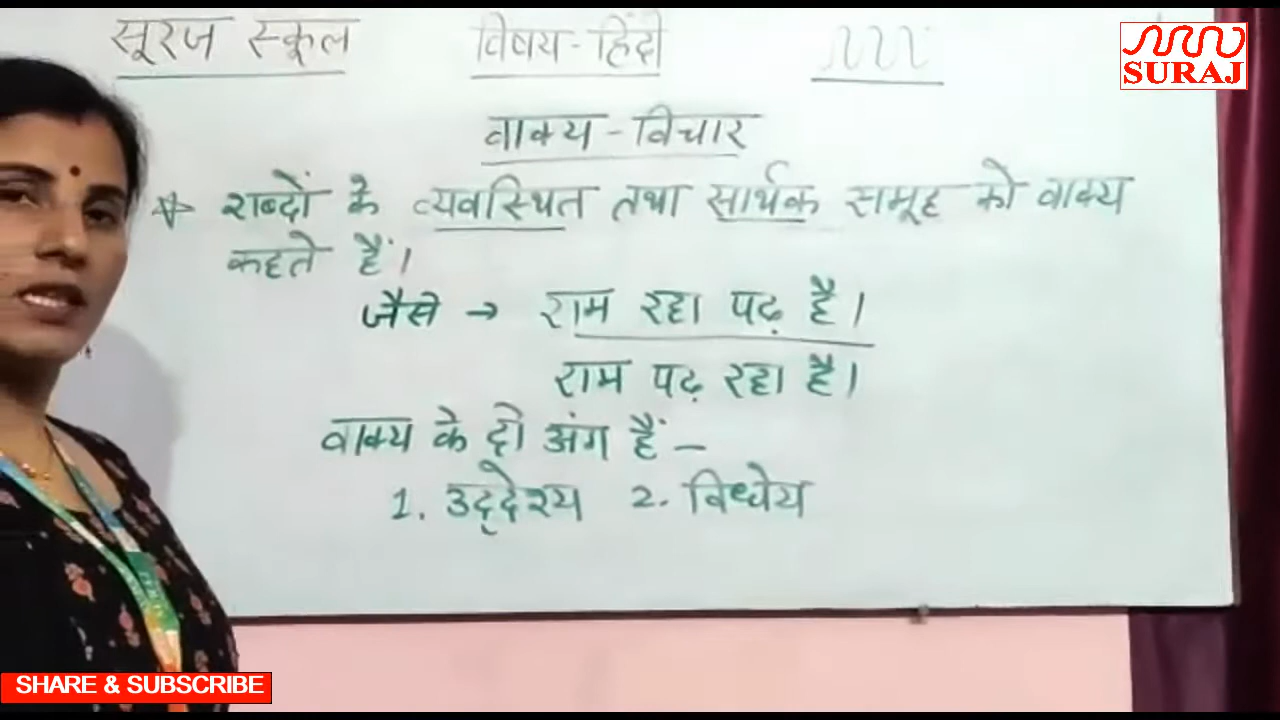 सूरज स्कूल विषय-हिंदी
SURAJ
वाक्य-विचार
शब्दों के व्यवस्थित तथा सार्थक समूह को वाक्य
कहते हैं।
जैसे → राम रहा पढ़ है।
राम पढ़ रहा है।
वाक्य के दो अंग हैं –
1. उद्देश्य 2. विध्येय
SHARE & SUBSCRIBE